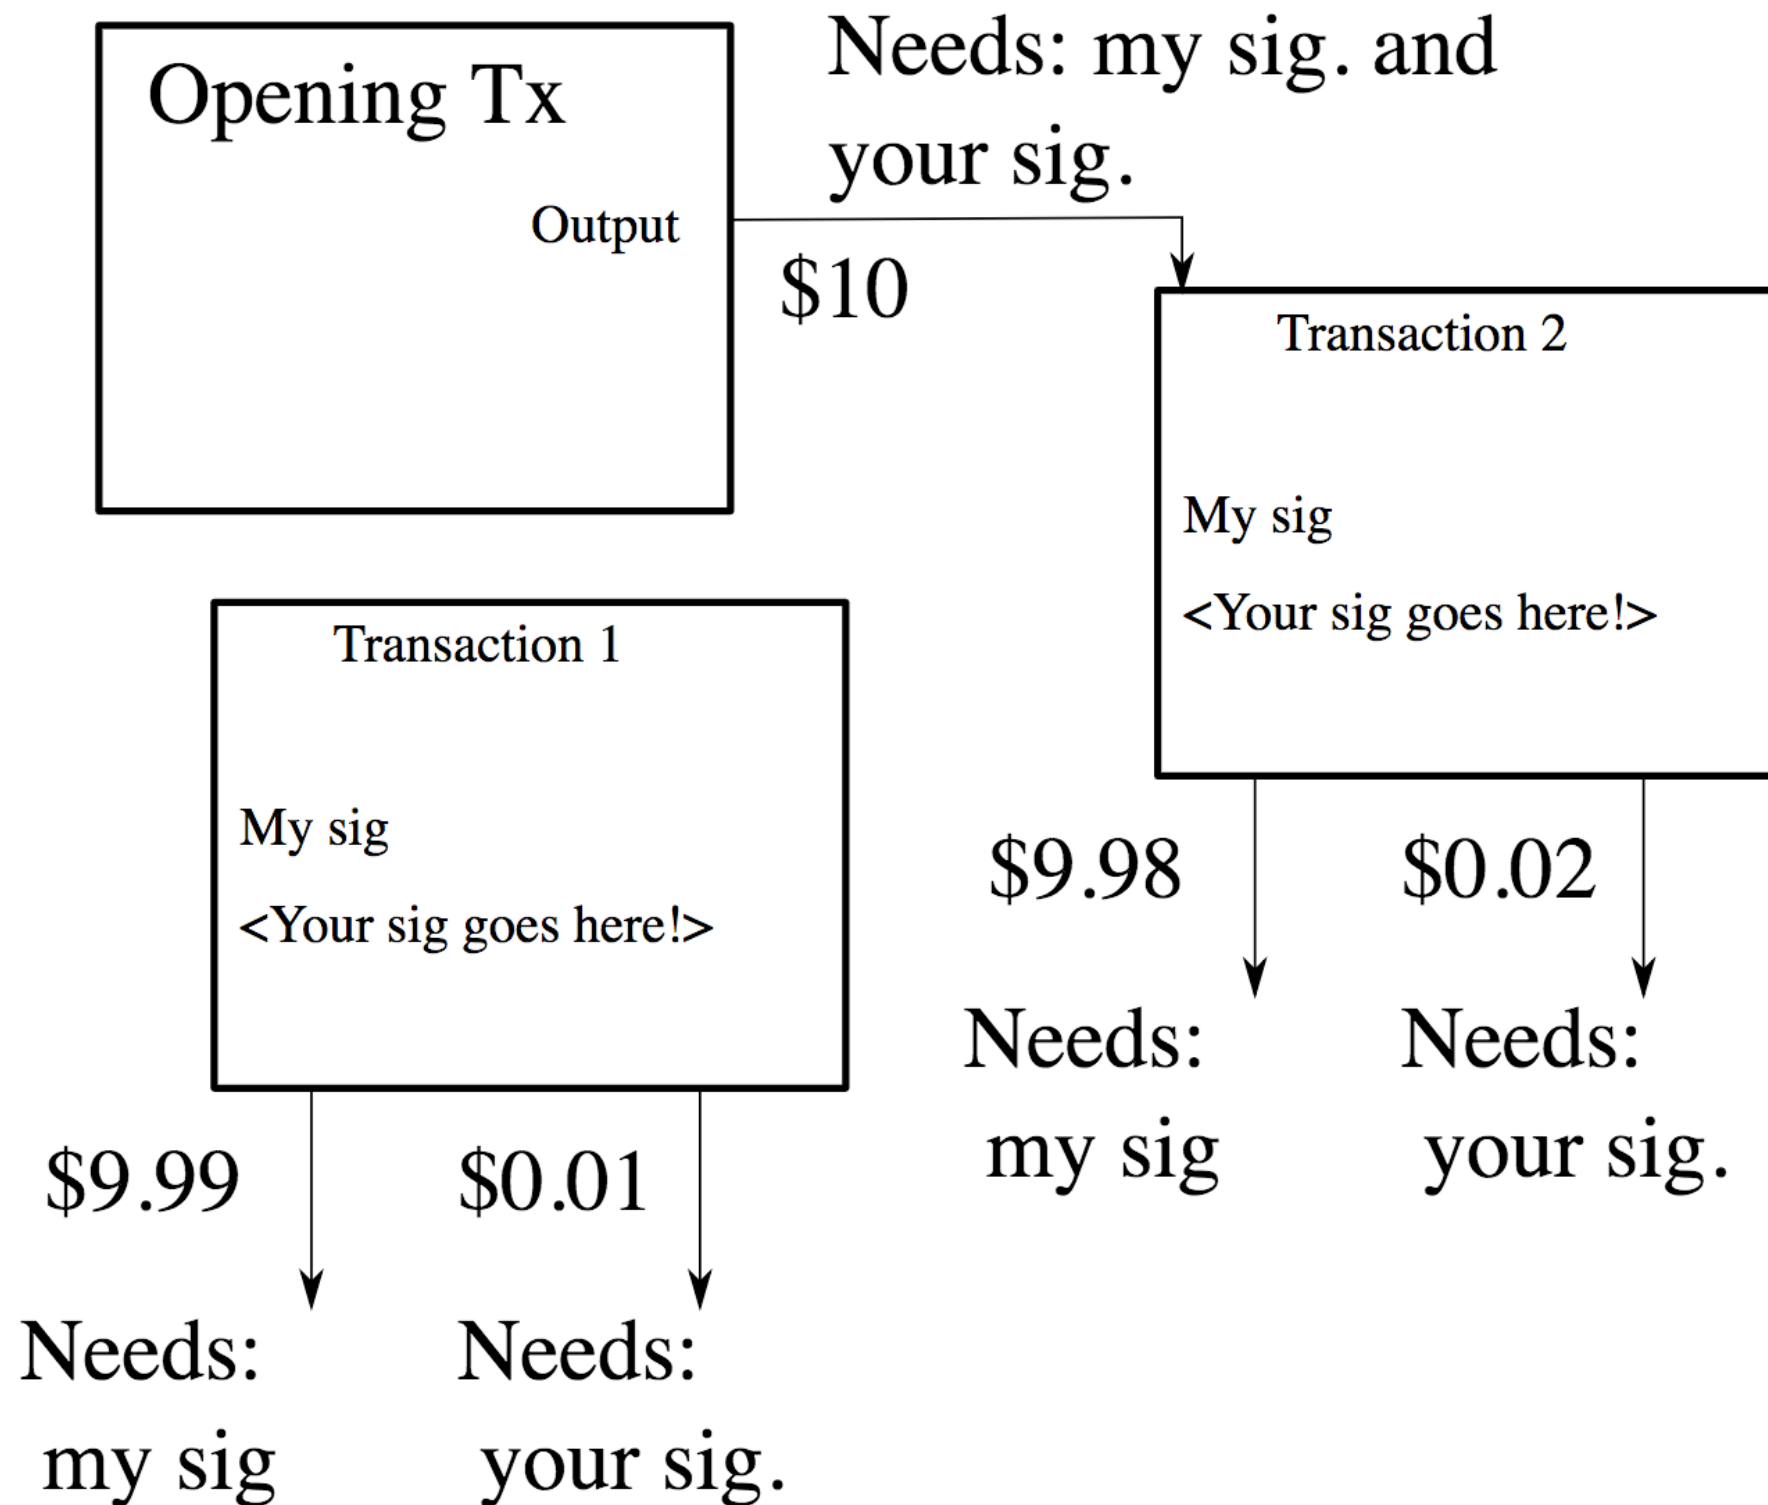 Opening Tx
Output
Needs: my sig. and
your sig.
$10
Transaction 2
My sig
<Your sig goes here!>
$9.98
$0.02
Needs:
my sig
Needs:
your sig.
Transaction 1
My sig
<Your sig goes here!>
$9.99
$0.01
Needs:
my sig
Needs:
your sig.